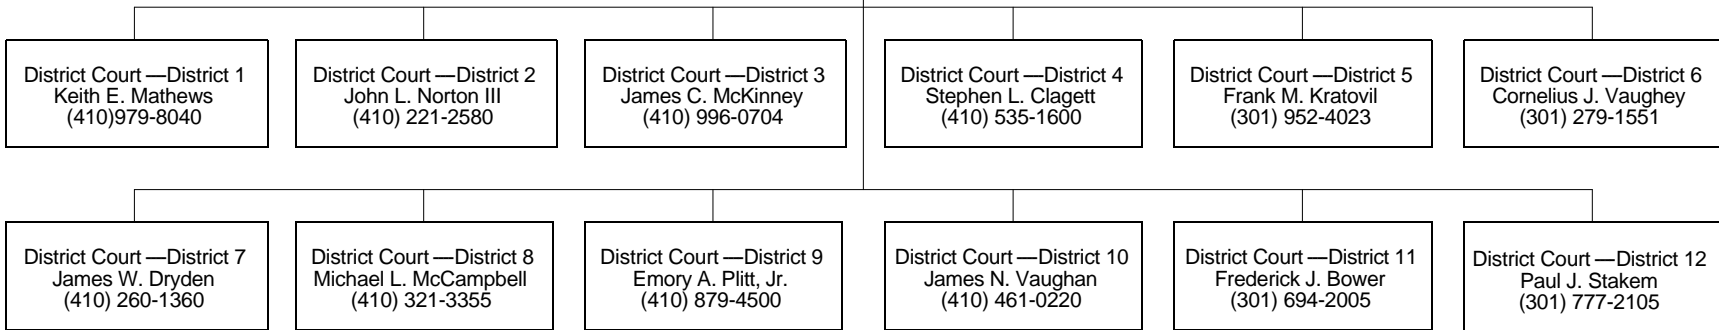 District Court —District 1
Keith E. Mathews
(410)979-8040
District Court —District 2
John L. Norton III
(410) 221-2580
District Court —District 3
James C. McKinney
(410) 996-0704
District Court —District 4
Stephen L. Clagett
(410) 535-1600
District Court —District 5
Frank M. Kratovil
(301) 952-4023
District Court —District 6
Cornelius J. Vaughey
(301) 279-1551
District Court —District 7
James W. Dryden
(410) 260-1360
District Court —District 8
Michael L. McCampbell
(410) 321-3355
District Court —District 9
Emory A. Plitt, Jr.
(410) 879-4500
District Court —District 10
James N. Vaughan
(410) 461-0220
District Court —District 11
Frederick J. Bower
(301) 694-2005
District Court —District 12
Paul J. Stakem
(301) 777-2105